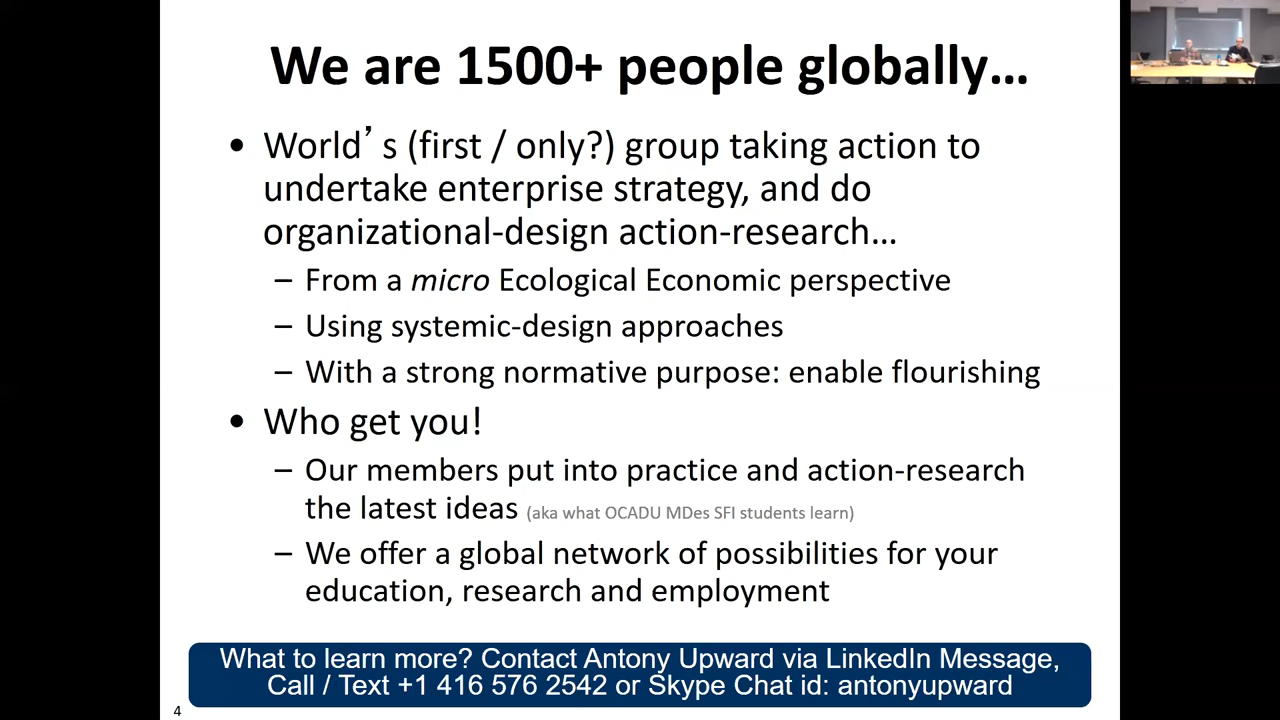 We are 1500+ people globally…
• World’s (first / only?) group taking action to
undertake enterprise strategy, and do
organizational-design action-research…
– From a micro Ecological Economic perspective
– Using systemic-design approaches
– With a strong normative purpose: enable flourishing
• Who get you!
– Our members put into practice and action-research
the latest ideas (aka what OCADU MDes SFI students learn)
– We offer a global network of possibilities for your
education, research and employment
What to learn more? Contact Antony Upward via LinkedIn Message,
Call / Text +1 416 576 2542 or Skype Chat id: antonyupward
4